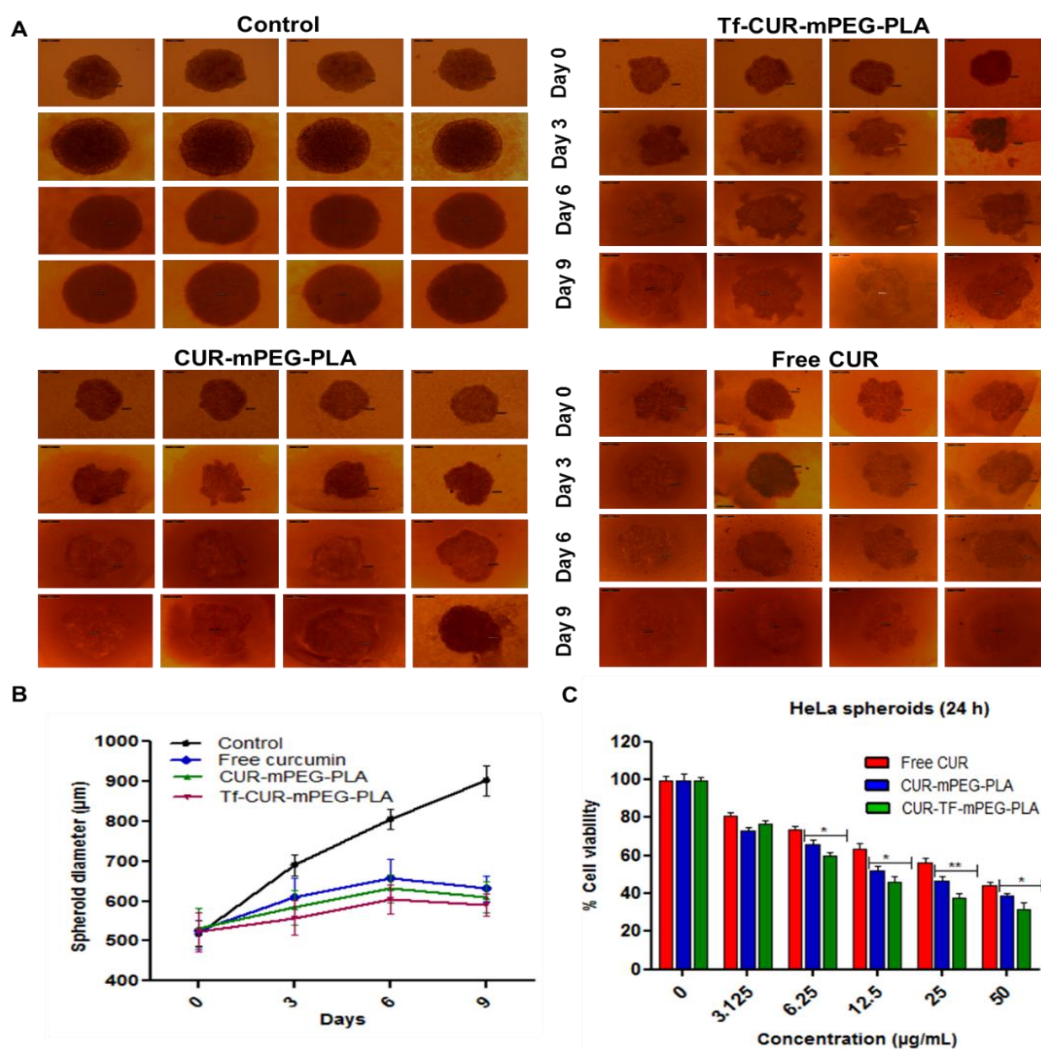 A
Control
Tf-CUR-mPEG-PLA
Day 0
Day 3
Day 6
Day 9
CUR-mPEG-PLA
Free CUR
Day 0
Day 3
Day 6
Day 9
B
1000
900
800
700
600
500
400
Spheroid diameter (µm)
Control
Free curcumin
CUR-mPEG-PLA
Tf-CUR-mPEG-PLA
0
3
6
9
Days
C
HeLa spheroids (24 h)
120
100
80
60
40
20
0
% Cell viability
Free CUR
CUR-mPEG-PLA
CUR-TF-mPEG-PLA
*
*
**
*
0
3.125
6.25
12.5
25
50
Concentration (µg/mL)